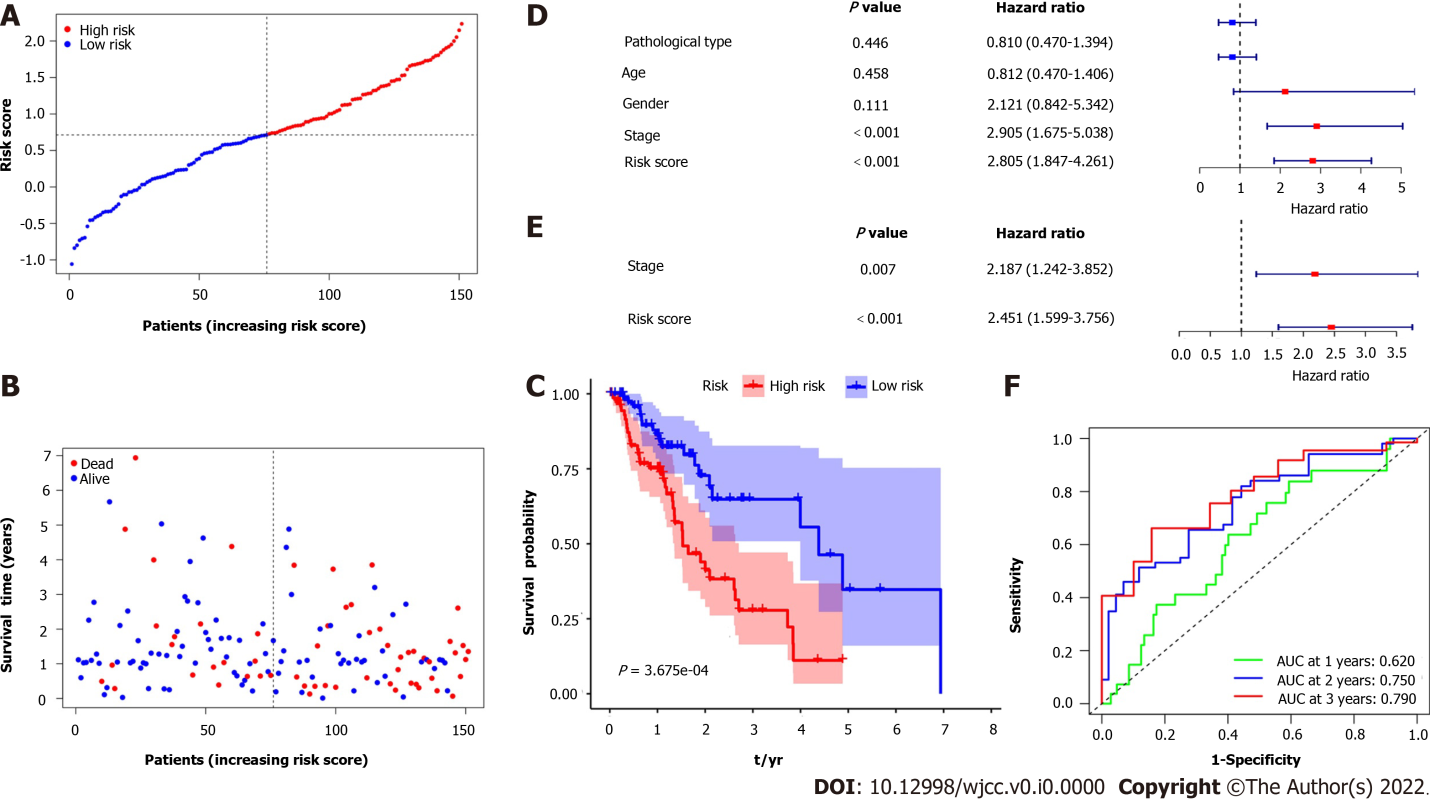 A
High risk
Low risk
Risk score
2.0
1.5
1.0
0.5
0.0
-0.5
-1.0
0 50 100 150
Patients (increasing risk score)
D
P value Hazard ratio
Pathological type 0.446 0.810 (0.470-1.394)
Age 0.458 0.812 (0.470-1.406)
Gender 0.111 2.121 (0.842-5.342)
Stage < 0.001 2.905 (1.675-5.038)
Risk score < 0.001 2.805 (1.847-4.261)
0 1 2 3 4 5
Hazard ratio
E
P value Hazard ratio
Stage 0.007 2.187 (1.242-3.852)
Risk score < 0.001 2.451 (1.599-3.756)
0.0 0.5 1.0 1.5 2.0 2.5 3.0 3.5
Hazard ratio
B
Dead
Alive
Survival time (years)
7
6
5
4
3
2
1
0
0 50 100 150
Patients (increasing risk score)
C
Risk High risk Low risk
Survival probability
1.00
0.75
0.50
0.25
0.00
P = 3.675e-04
0 1 2 3 4 5 6 7 8
t/yr
F
Sensitivity
1.0
0.8
0.6
0.4
0.2
0.0
AUC at 1 years: 0.620
AUC at 2 years: 0.750
AUC at 3 years: 0.790
0.0 0.2 0.4 0.6 0.8 1.0
1-Specificity
DOI: 10.12998/wjcc.v0.i0.0000 Copyright ©The Author(s) 2022.